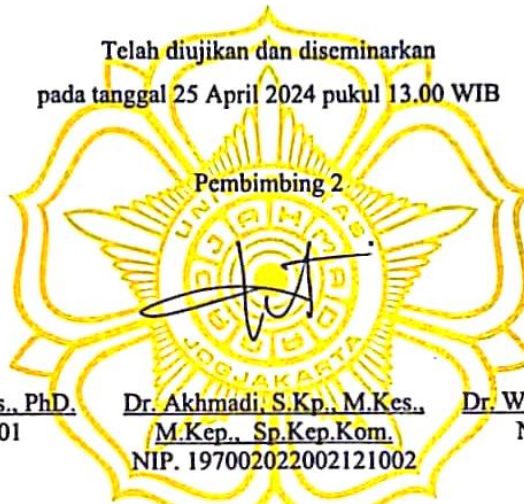 Telah diujikan dan diseminarkan
pada tanggal 25 April 2024 pukul 13.00 WIB
Pembimbing 2
JOGJAKARTA
s., PhD. Dr. Akhmadi, S.Kp., M.Kes., Dr. W
01 M.Kep., Sp.Kep.Kom. N
NIP. 197002022002121002